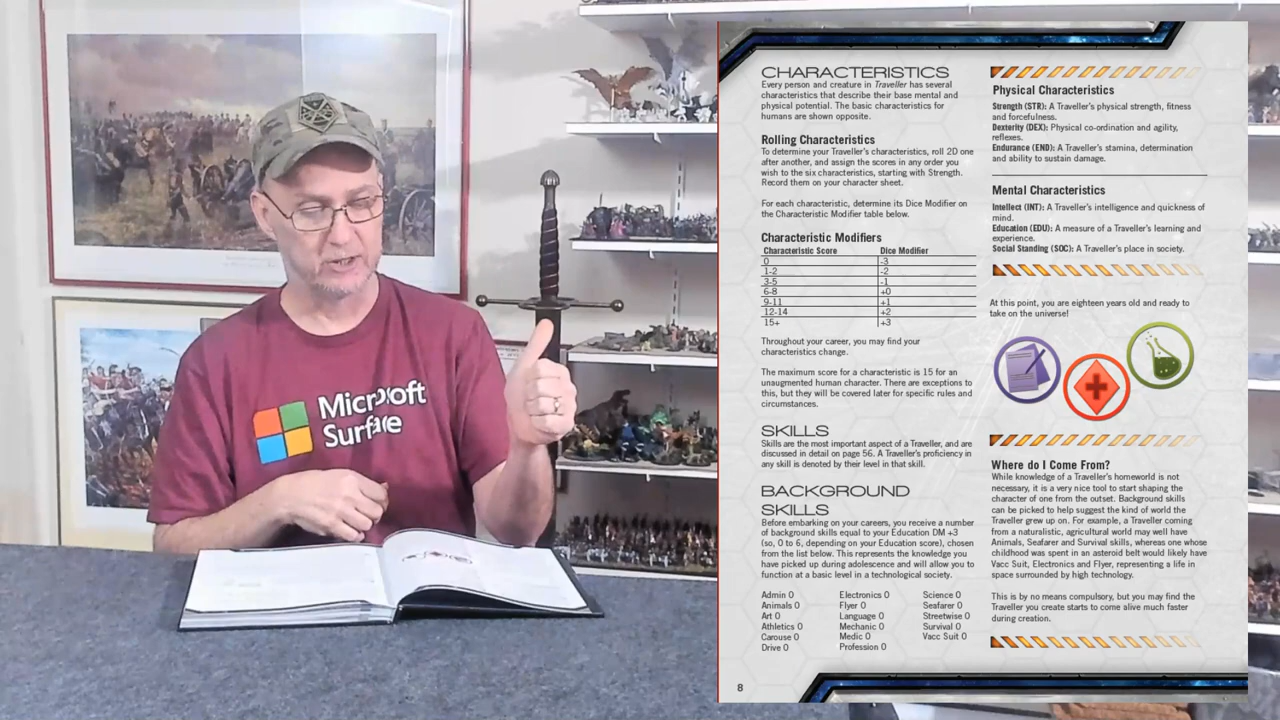 Microsoft
Surface
CHARACTERISTICS
Every person and creature in Traveller has several
characteristics that describe their base mental and
physical potential. The basic characteristics for
humans are shown opposite.
Rolling Characteristics
To determine your Traveller's characteristics, roll 2D one
after another, and assign the scores in any order you
wish to the six characteristics, starting with Strength.
Record them on your character sheet.
For each characteristic, determine its Dice Modifier on
the Characteristic Modifier table below.
Characteristic Modifiers
Characteristic Score Dice Modifier
0 -3
1-2 -2
3-5 -1
6-8 +0
9-11 +1
12-14 +2
15+ +3
Throughout your career, you may find your
characteristics change.
The maximum score for a characteristic is 15 for an
unaugmented human character. There are exceptions to
this, but they will be covered later for specific rules and
circumstances.
SKILLS
Skills are the most important aspect of a Traveller, and are
discussed in detail on page 56. A Traveller's proficiency in
any skill is denoted by their level in that skill.
BACKGROUND
SKILLS
Before embarking on your careers, you receive a number
of background skills equal to your Education DM +3
(so, 0 to 6, depending on your Education score), chosen
from the list below. This represents the knowledge you
have picked up during adolescence and will allow you to
function at a basic level in a technological society.
Admin 0 Electronics 0 Science 0
Animals 0 Flyer 0 Seafarer 0
Art 0 Language 0 Streetwise 0
Athletics 0 Mechanic 0 Survival 0
Carouse 0 Medic 0 Vacc Suit 0
Drive 0 Profession 0
Physical Characteristics
Strength (STR): A Traveller's physical strength, fitness
and forcefulness.
Dexterity (DEX): Physical co-ordination and agility,
reflexes.
Endurance (END): A Traveller's stamina, determination
and ability to sustain damage.
Mental Characteristics
Intellect (INT): A Traveller's intelligence and quickness of
mind.
Education (EDU): A measure of a Traveller's learning and
experience.
Social Standing (SOC): A Traveller's place in society.
At this point, you are eighteen years old and ready to
take on the universe!
Where do I Come From?
While knowledge of a Traveller's homeworld is not
necessary, it is a very nice tool to start shaping the
character of one from the outset. Background skills
can be picked to help suggest the kind of world the
Traveller grew up on. For example, a Traveller coming
from a naturalistic, agricultural world may well have
Animals, Seafarer and Survival skills, whereas one whose
childhood was spent in an asteroid belt would likely have
Vacc Suit, Electronics and Flyer, representing a life in
space surrounded by high technology.
This is by no means compulsory, but you may find the
Traveller you create starts to come alive much faster
during creation.
8